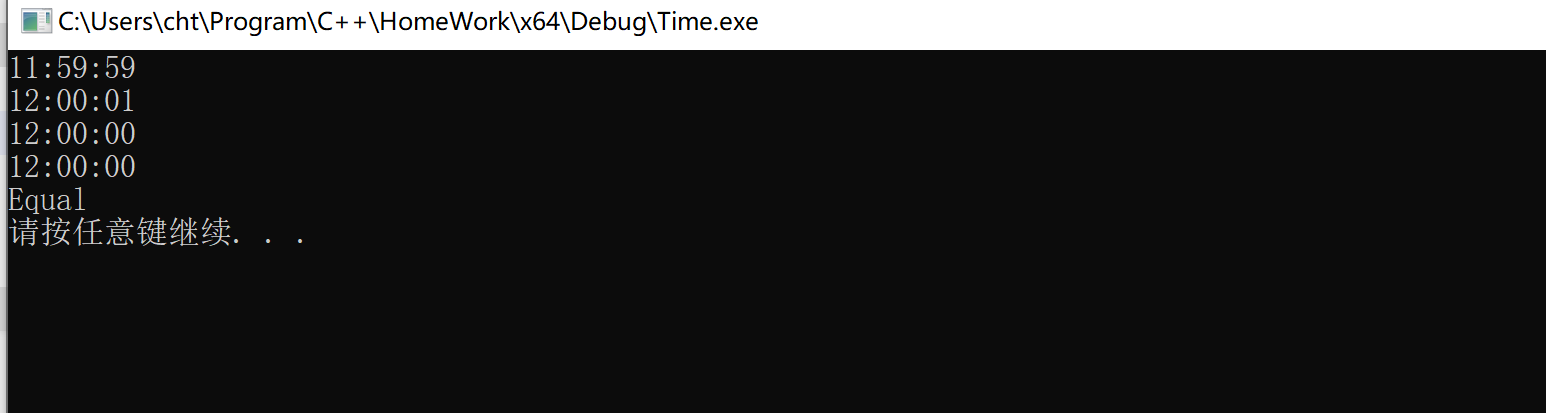 C:\Users\cht\Program\C++\HomeWork\x64\Debug\Time.exe
11:59:59
12:00:01
12:00:00
12:00:00
Equal
请按任意键继续. . .